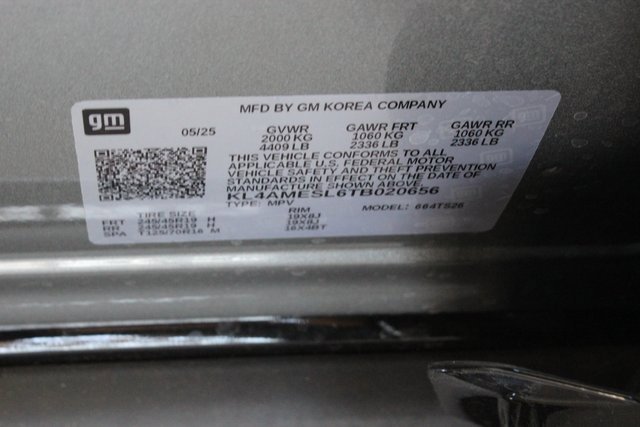 gm
MFD BY GM KOREA COMPANY
05/25 GVWR GAWR FRT GAWR RR
2000 KG 1060 KG 1060 KG
4409 LB 2336 LB 2336 LB
THIS VEHICLE CONFORMS TO ALL
APPLICABLE U.S. FEDERAL MOTOR
VEHICLE SAFETY AND THEFT PREVENTION
STANDARDS IN EFFECT ON THE DATE OF
MANUFACTURE SHOWN ABOVE.
KL4AMESL6TB020656
TYPE: MPV MODEL: 664TS26
TIRE SIZE RIM
FRT 245/45R19 H 19X8J
RR 245/45R19 H 19X8J
SPA T125/70R16 M 16X4BT